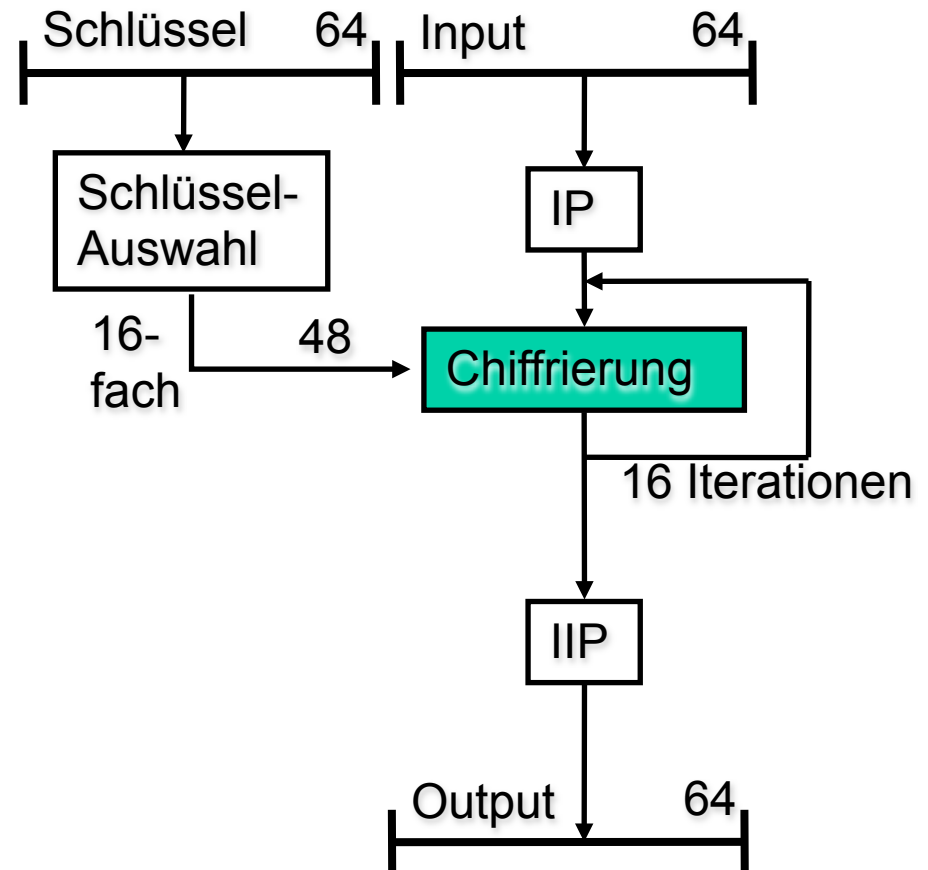 Schlüssel 64
Input 64
Schlüssel-
Auswahl
IP
16-
fach
48
Chiffrierung
16 Iterationen
IIP
Output 64